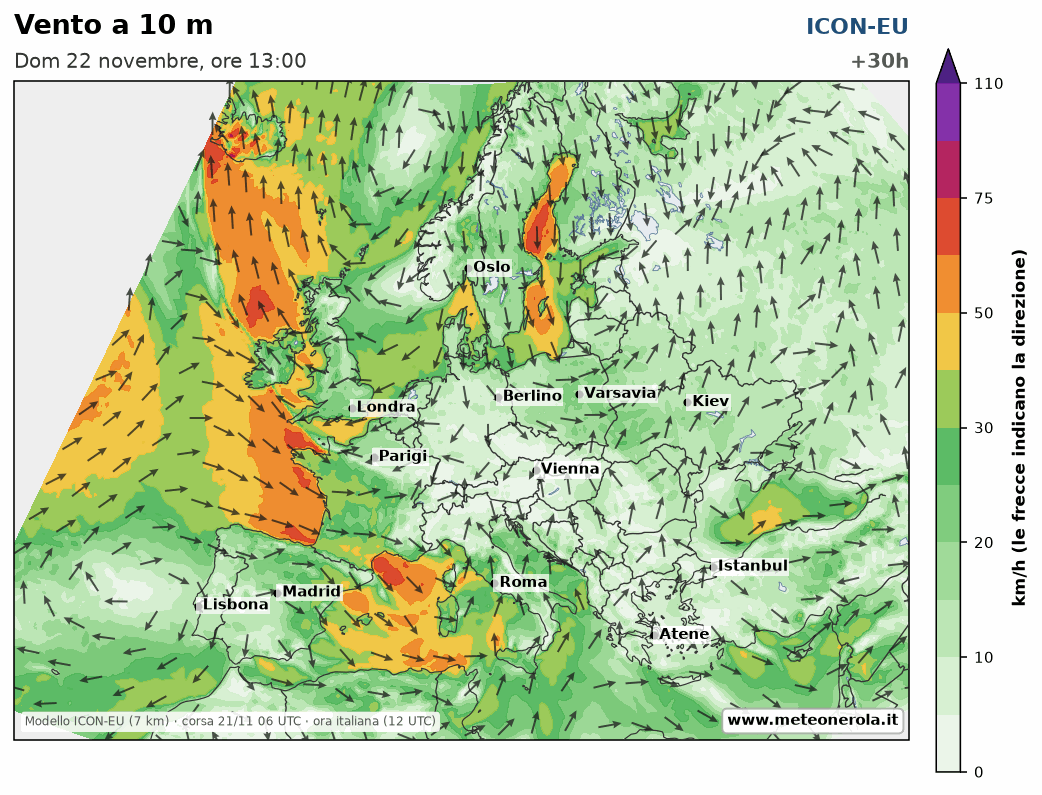 Vento a 10 m
ICON-EU
Dom 22 novembre, ore 13:00
+30h
110
75
50
30
20
10
0
km/h (le frecce indicano la direzione)
Oslo
Londra
Berlino
Varsavia
Kiev
Parigi
Vienna
Istanbul
Roma
Madrid
Lisbona
Atene
Modello ICON-EU (7 km) · corsa 21/11 06 UTC · ora italiana (12 UTC)
www.meteonerola.it